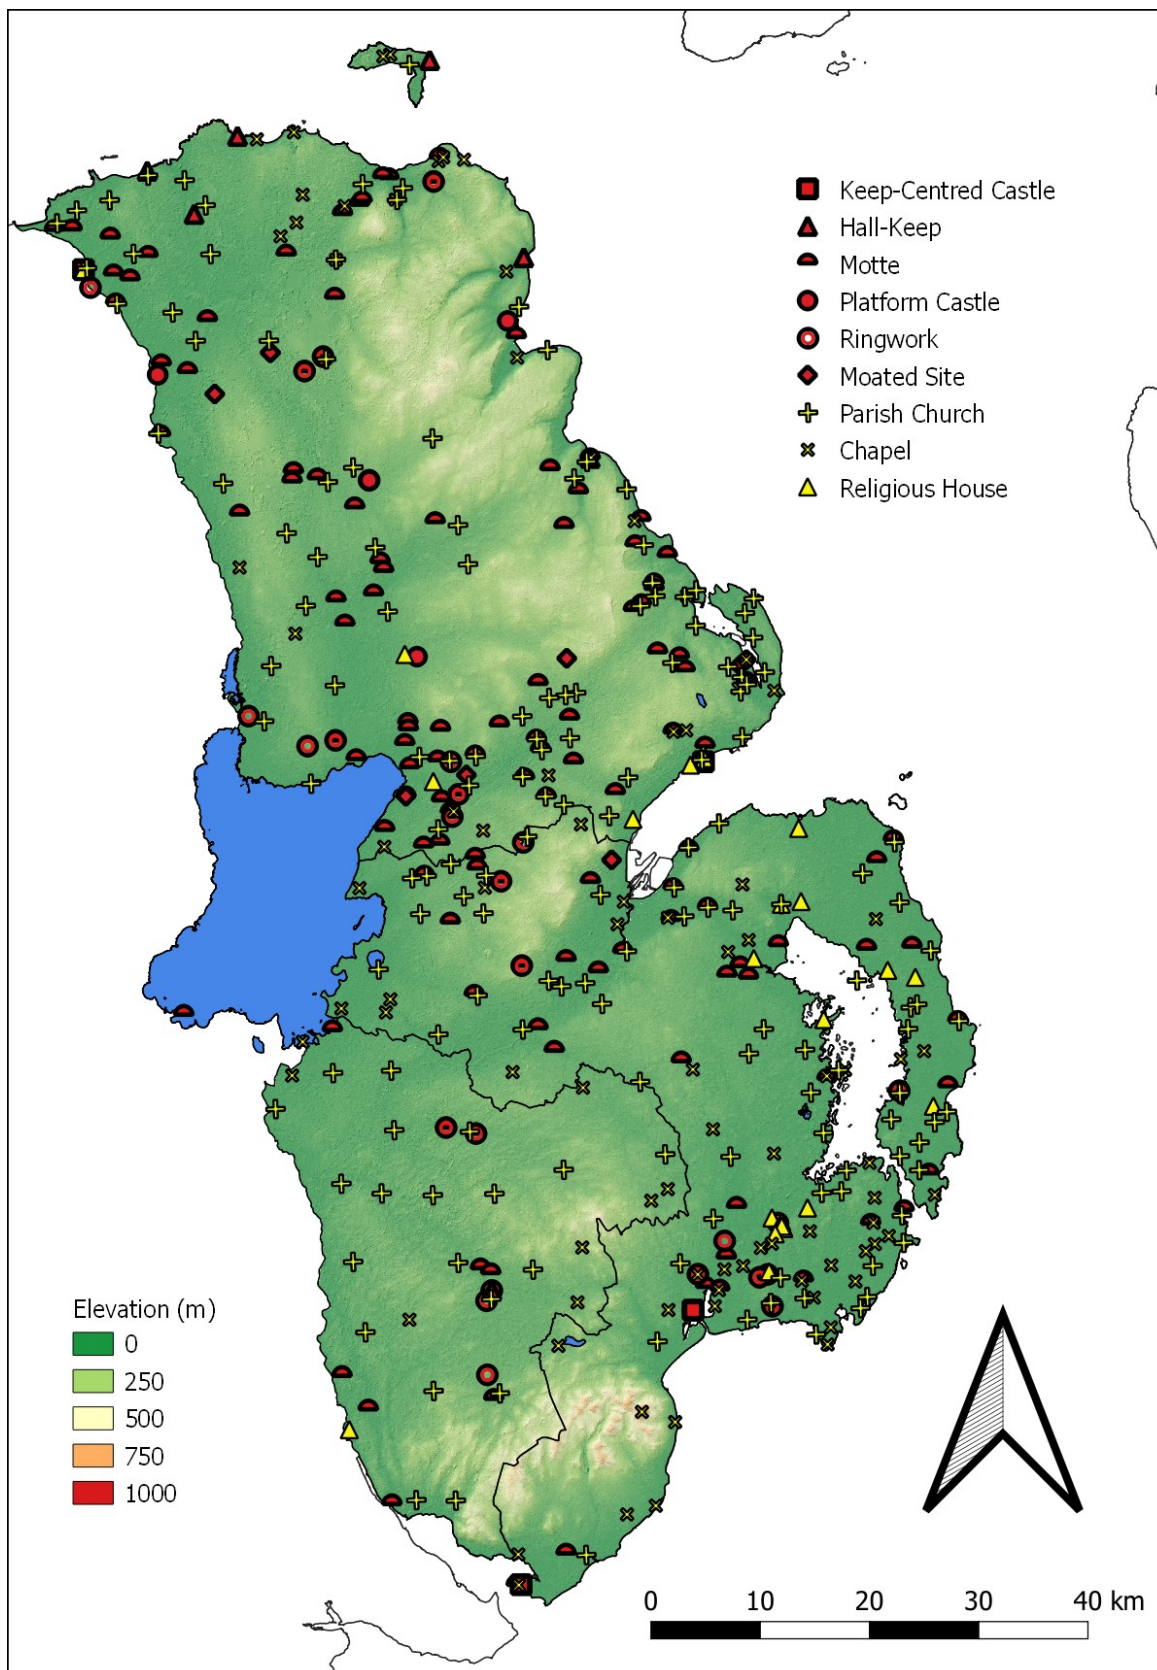 Keep-Centred Castle
Hall-Keep
Motte
Platform Castle
Ringwork
Moated Site
Parish Church
Chapel
Religious House
Elevation (m)
0
250
500
750
1000
0 10 20 30 40 km